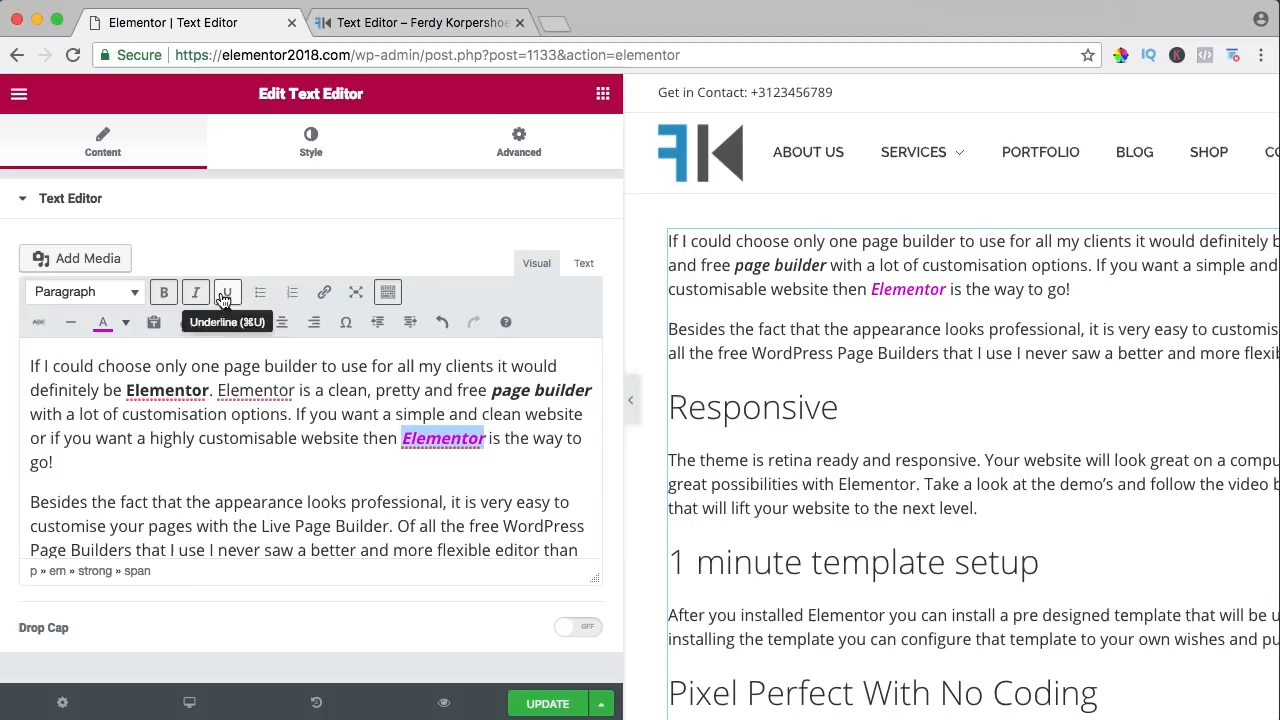 Elementor | Text Editor
Text Editor – Ferdy Korpersho
Secure
https://elementor2018.com/wp-admin/post.php?post=1133&action=elementor
IQ
K
Edit Text Editor
Content
Style
Advanced
Text Editor
Add Media
Visual
Text
Paragraph
B
I
U
ABC
A
Underline (⌘U)
If I could choose only one page builder to use for all my clients it would
definitely be Elementor. Elementor is a clean, pretty and free page builder
with a lot of customisation options. If you want a simple and clean website
or if you want a highly customisable website then Elementor is the way to
go!
Besides the fact that the appearance looks professional, it is very easy to
customise your pages with the Live Page Builder. Of all the free WordPress
Page Builders that I use I never saw a better and more flexible editor than
p » em » strong » span
Drop Cap
OFF
UPDATE
Get in Contact: +3123456789
FK
ABOUT US
SERVICES
PORTFOLIO
BLOG
SHOP
CO
If I could choose only one page builder to use for all my clients it would definitely b
and free page builder with a lot of customisation options. If you want a simple and
customisable website then Elementor is the way to go!
Besides the fact that the appearance looks professional, it is very easy to customis
all the free WordPress Page Builders that I use I never saw a better and more flexib
Responsive
The theme is retina ready and responsive. Your website will look great on a compu
great possibilities with Elementor. Take a look at the demo’s and follow the video b
that will lift your website to the next level.
1 minute template setup
After you installed Elementor you can install a pre designed template that will be u
installing the template you can configure that template to your own wishes and pu
Pixel Perfect With No Coding